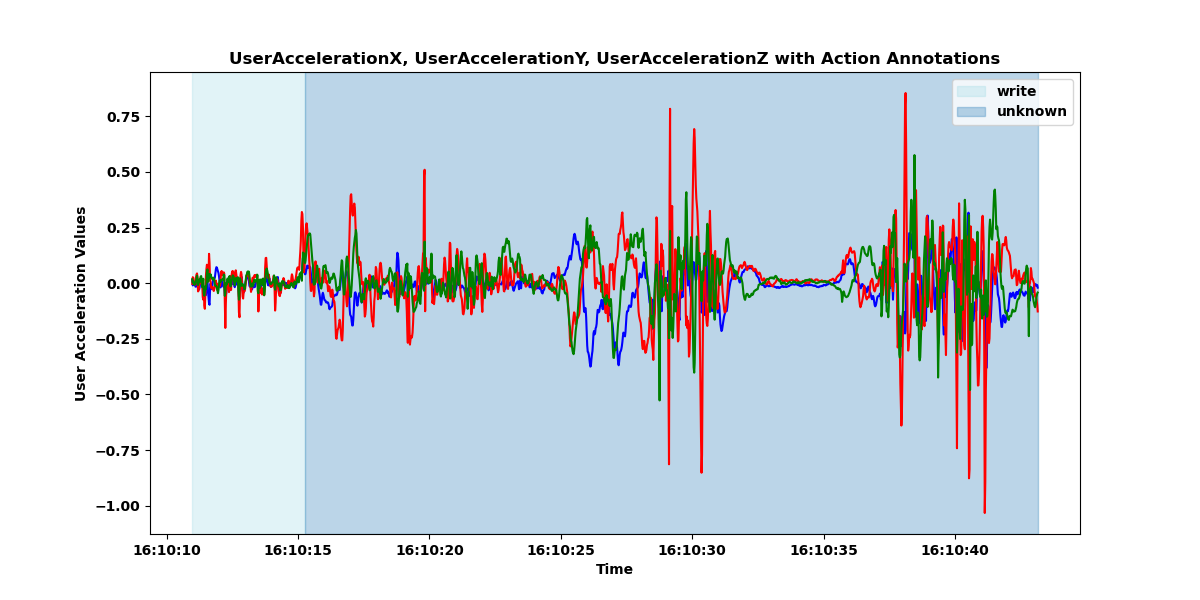 UserAccelerationX, UserAccelerationY, UserAccelerationZ with Action Annotations
write
unknown
User Acceleration Values
0.75
0.50
0.25
0.00
−0.25
−0.50
−0.75
−1.00
16:10:10 16:10:15 16:10:20 16:10:25 16:10:30 16:10:35 16:10:40
Time